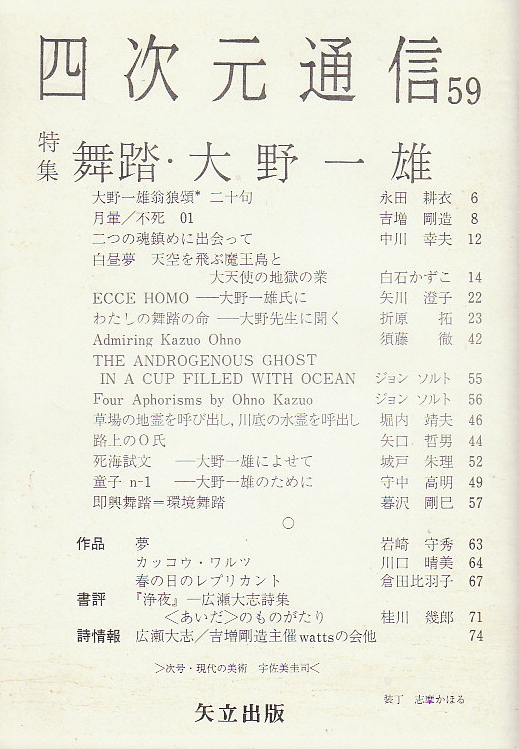 四次元通信59
特集 舞踏・大野一雄
大野一雄翁狼頌* 二十句 永田 耕衣 6
月暈／不死 01 吉増 剛造 8
二つの魂鎮めに出会って 中川 幸夫 12
白昼夢 天空を飛ぶ魔王鳥と
大天使の地獄の業 白石かずこ 14
ECCE HOMO ──大野一雄氏に 矢川 澄子 22
わたしの舞踏の命 ──大野先生に聞く 折原 拓 23
Admiring Kazuo Ohno 須藤 徹 42
THE ANDROGENOUS GHOST
IN A CUP FILLED WITH OCEAN ジョン ソルト 55
Four Aphorisms by Ohno Kazuo ジョン ソルト 56
草場の地霊を呼び出し,川底の水霊を呼出し 堀内 靖夫 46
路上のO氏 矢口 哲男 44
死海試文 ──大野一雄によせて 城戸 朱理 52
童子 n-1 ──大野一雄のために 守中 高明 49
即興舞踏＝環境舞踏 暮沢 剛巳 57
○
作品 夢 岩崎 守秀 63
カッコウ・ワルツ 川口 晴美 64
春の日のレプリカント 倉田比羽子 67
書評 『浄夜』─広瀬大志詩集
＜あいだ＞のものがたり 桂川 幾郎 71
詩情報 広瀬大志／吉増剛造主催wattsの会他 74
＞次号・現代の美術 宇佐美圭司＜
装丁 志摩かほる
矢立出版